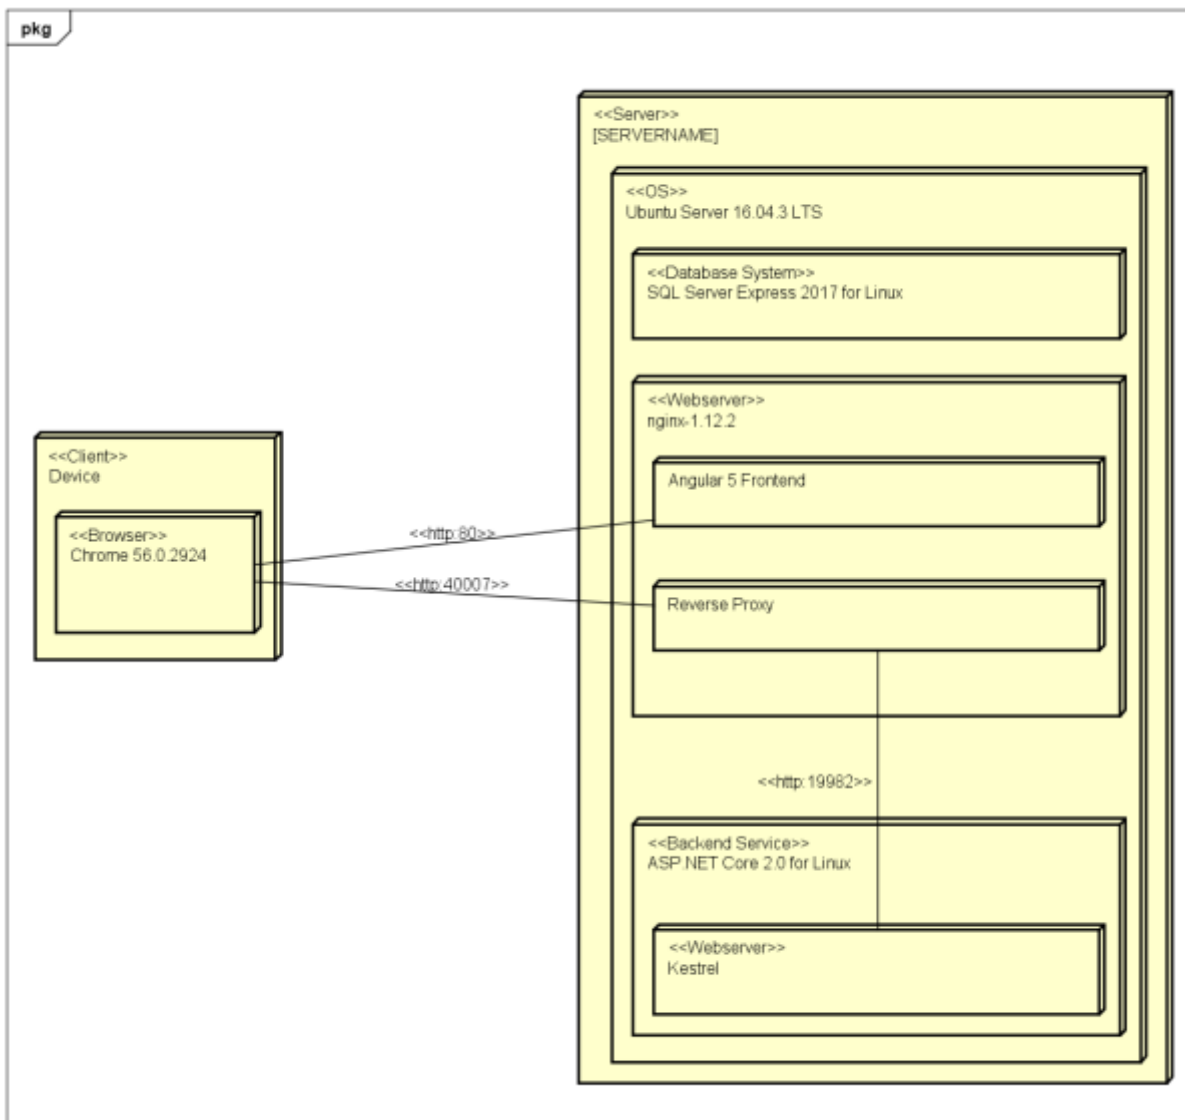 pkg
<<Server>>
[SERVERNAME]
<<OS>>
Ubuntu Server 16.04.3 LTS
<<Database System>>
SQL Server Express 2017 for Linux
<<Webserver>>
nginx-1.12.2
Angular 5 Frontend
Reverse Proxy
<<Client>>
Device
<<Browser>>
Chrome 56.0.2924
<<http:80>>
<<http:40007>>
<<http:19982>>
<<Backend Service>>
ASP.NET Core 2.0 for Linux
<<Webserver>>
Kestrel